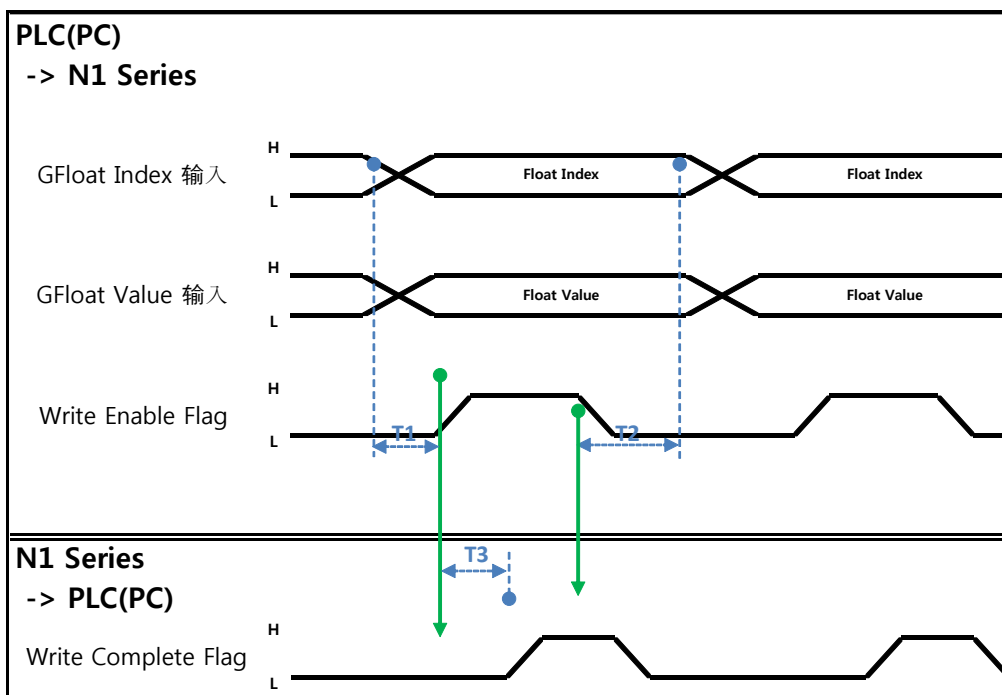 PLC(PC)
-> N1 Series
H
GFloat Index 输入
Float Index
Float Index
L
H
GFloat Value 输入
Float Value
Float Value
L
H
Write Enable Flag
T1
T2
L
N1 Series
T3
-> PLC(PC)
H
Write Complete Flag
L